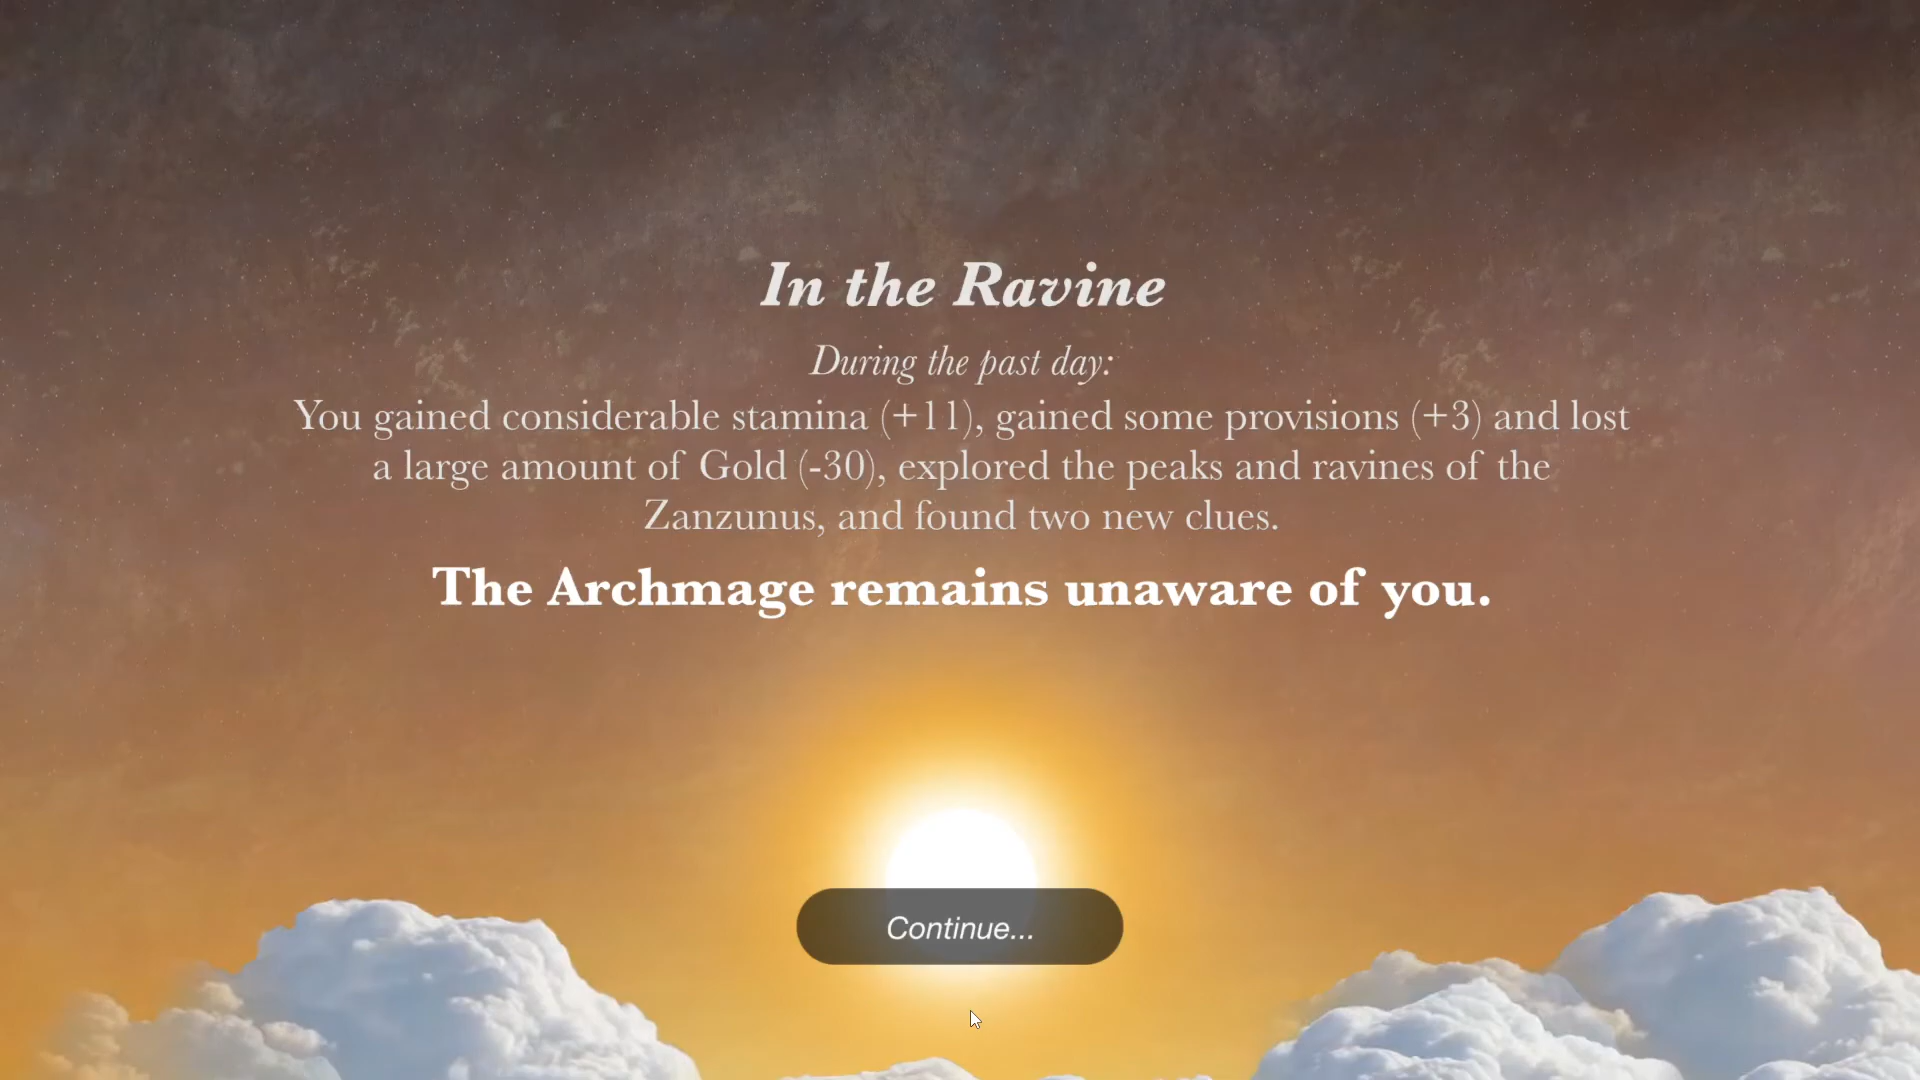 In the Ravine
During the past day:
You gained considerable stamina (+11), gained some provisions (+3) and lost
a large amount of Gold (-30), explored the peaks and ravines of the
Zanzunus, and found two new clues.
The Archmage remains unaware of you.
Continue...